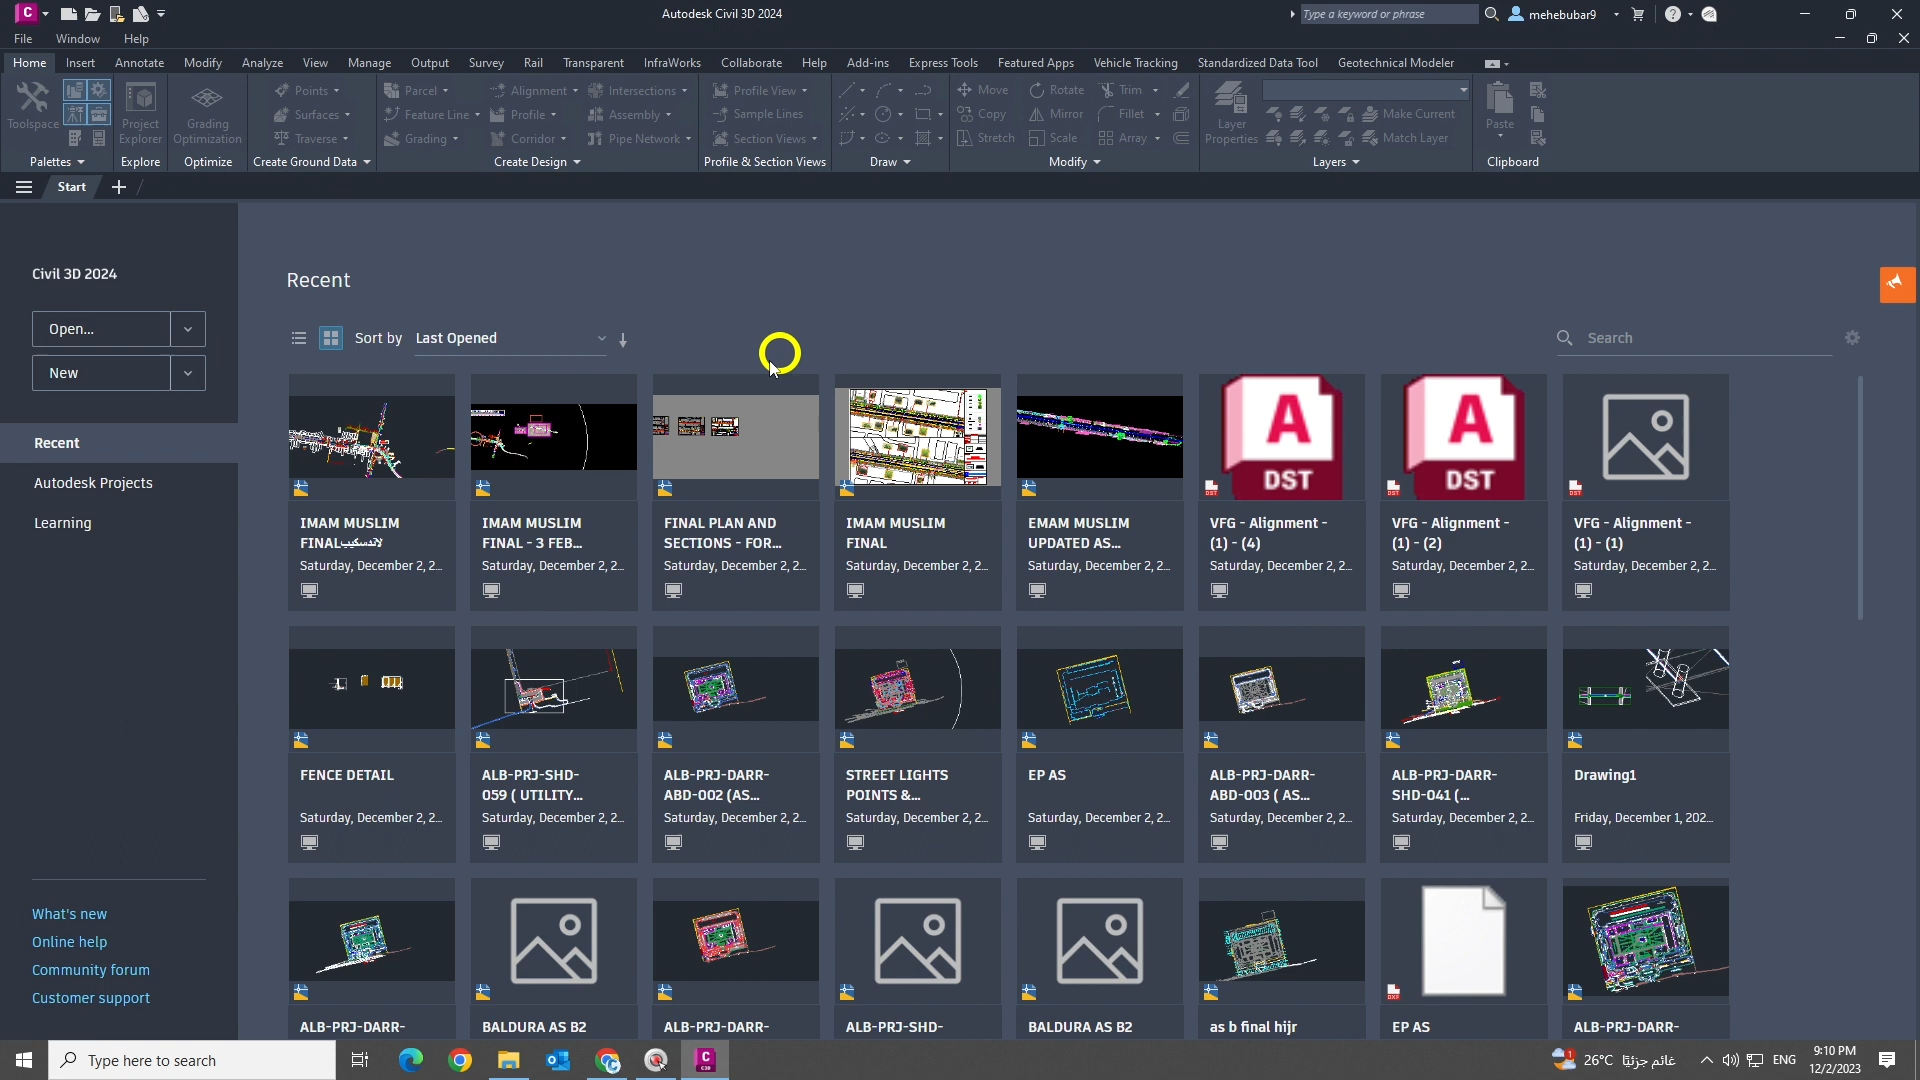 Autodesk Civil 3D 2024
Type a keyword or phrase
mehebubar9
File Window Help
Home Insert Annotate Modify Analyze View Manage Output Survey Rail Transparent InfraWorks Collaborate Help Add-ins Express Tools Featured Apps Vehicle Tracking Standardized Data Tool Geotechnical Modeler
Points Parcel Alignment Intersections Profile View Move Rotate Trim
Toolspace Project Explorer Grading Optimization Surfaces Feature Line Profile Assembly Sample Lines Copy Mirror Fillet Layer Properties Make Current Paste
Traverse Grading Corridor Pipe Network Section Views Stretch Scale Array Match Layer
Palettes Explore Optimize Create Ground Data Create Design Profile & Section Views Draw Modify Layers Clipboard
Start
Civil 3D 2024
Open...
New
Recent
Autodesk Projects
Learning
What's new
Online help
Community forum
Customer support
Recent
Sort by Last Opened
Search
IMAM MUSLIM
FINALلاندسكيب
Saturday, December 2, 2...
IMAM MUSLIM
FINAL - 3 FEB...
Saturday, December 2, 2...
FINAL PLAN AND
SECTIONS - FOR...
Saturday, December 2, 2...
IMAM MUSLIM
FINAL
Saturday, December 2, 2...
EMAM MUSLIM
UPDATED AS...
Saturday, December 2, 2...
A
DST
DST
VFG - Alignment -
(1) - (4)
Saturday, December 2, 2...
A
DST
DST
VFG - Alignment -
(1) - (2)
Saturday, December 2, 2...
DST
VFG - Alignment -
(1) - (1)
Saturday, December 2, 2...
FENCE DETAIL
Saturday, December 2, 2...
ALB-PRJ-SHD-
059 ( UTILITY...
Saturday, December 2, 2...
ALB-PRJ-DARR-
ABD-002 (AS...
Saturday, December 2, 2...
STREET LIGHTS
POINTS &...
Saturday, December 2, 2...
EP AS
Saturday, December 2, 2...
ALB-PRJ-DARR-
ABD-003 ( AS...
Saturday, December 2, 2...
ALB-PRJ-DARR-
SHD-041 (...
Saturday, December 2, 2...
Drawing1
Friday, December 1, 202...
ALB-PRJ-DARR-
BALDURA AS B2
ALB-PRJ-DARR-
ALB-PRJ-SHD-
BALDURA AS B2
as b final hijr
DXF
EP AS
ALB-PRJ-DARR-
Type here to search
C
C3D
1
26°C غائم جزئيًا
ENG
9:10 PM
12/2/2023